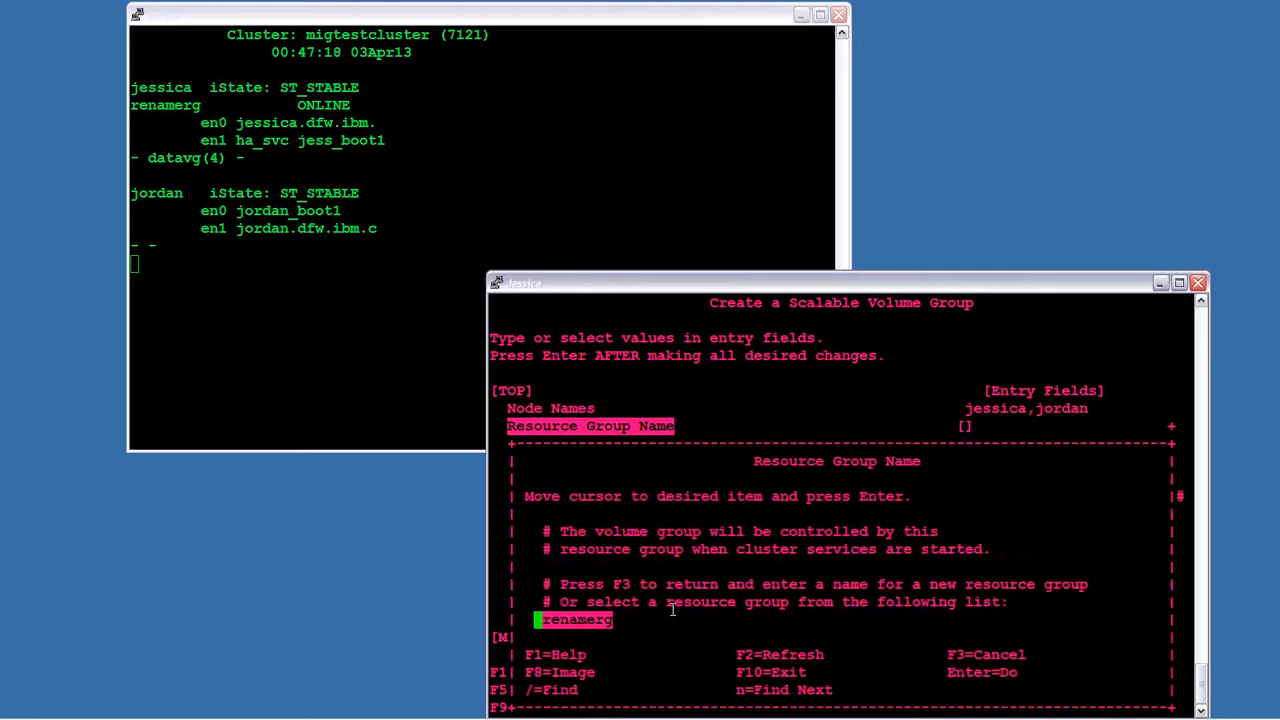 Cluster: migtestcluster (7121)
00:47:18 03Apr13
jessica iState: ST_STABLE
renamerg ONLINE
en0 jessica.dfw.ibm.
en1 ha_svc jess_boot1
- datavg(4) -
jordan iState: ST_STABLE
en0 jordan_boot1
en1 jordan.dfw.ibm.c
- -
jessica
Create a Scalable Volume Group
Type or select values in entry fields.
Press Enter AFTER making all desired changes.
[TOP] [Entry Fields]
Node Names jessica,jordan
Resource Group Name [] +
Resource Group Name
Move cursor to desired item and press Enter. #
# The volume group will be controlled by this
# resource group when cluster services are started.
# Press F3 to return and enter a name for a new resource group
# Or select a resource group from the following list:
renamerg
[M
F1=Help F2=Refresh F3=Cancel
F1 F8=Image F10=Exit Enter=Do
F5 /=Find n=Find Next
F9